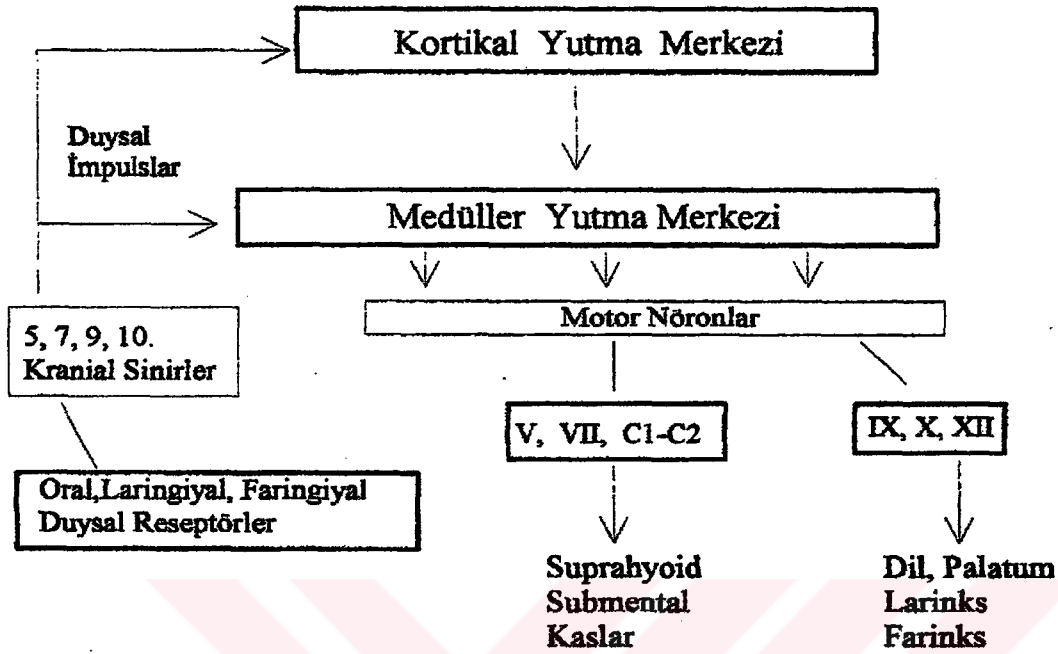 Kortikal Yutma Merkezi
Duysal
İmpulslar
Medüller Yutma Merkezi
Motor Nöronlar
5, 7, 9, 10.
Kranial Sinirler
V, VII, C1-C2
IX, X, XII
Oral,Laringiyal, Faringiyal
Duysal Reseptörler
Suprahyoid
Submental
Kaslar
Dil, Palatum
Larinks
Farinks